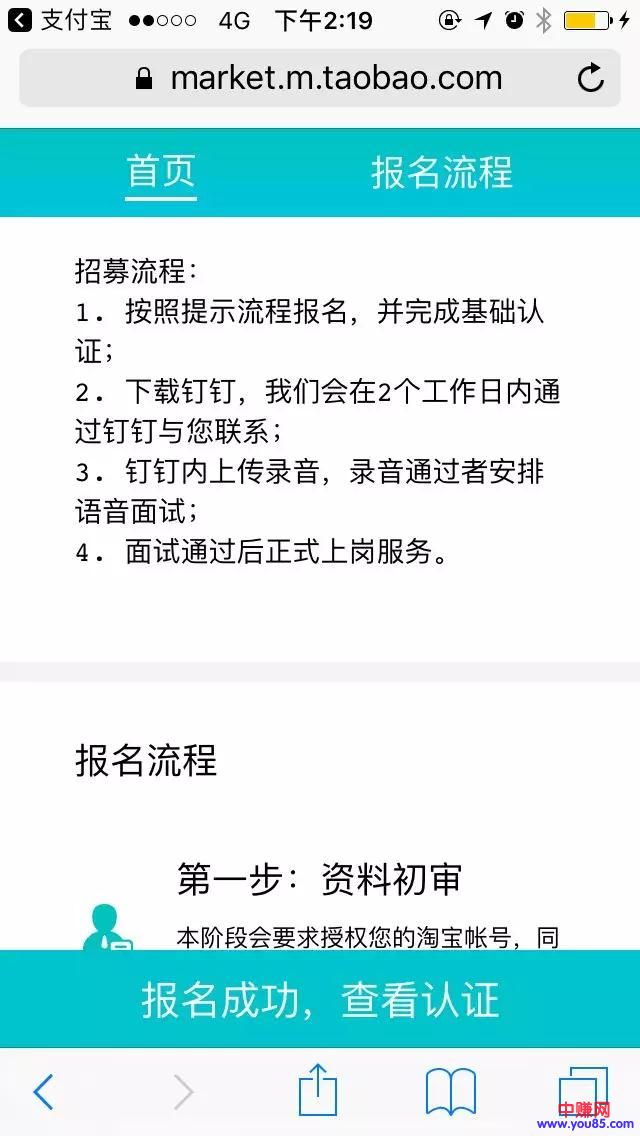 支付宝 4G 下午2:19
market.m.taobao.com
首页 报名流程
招募流程：
1. 按照提示流程报名，并完成基础认
证；
2. 下载钉钉，我们会在2个工作日内通
过钉钉与您联系；
3. 钉钉内上传录音，录音通过者安排
语音面试；
4. 面试通过后正式上岗服务。
报名流程
第一步：资料初审
本阶段会要求授权您的淘宝帐号，同
报名成功，查看认证
中赚网
www.you85.com